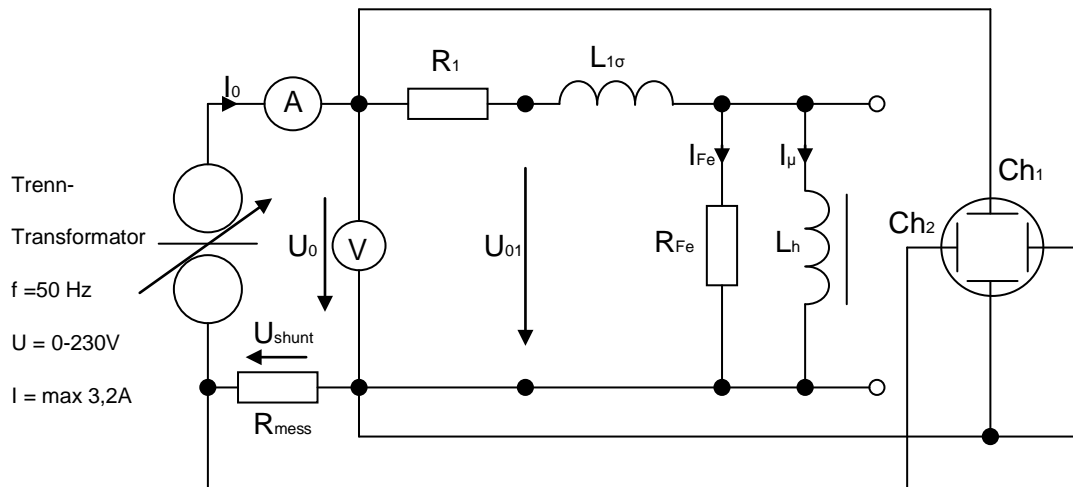 L1σ
R1
I0
A
IFe
Iµ
Ch1
Trenn-
Ch2
Transformator
U0
V
U01
RFe
Lh
f =50 Hz
U = 0-230V
Ushunt
I = max 3,2A
Rmess